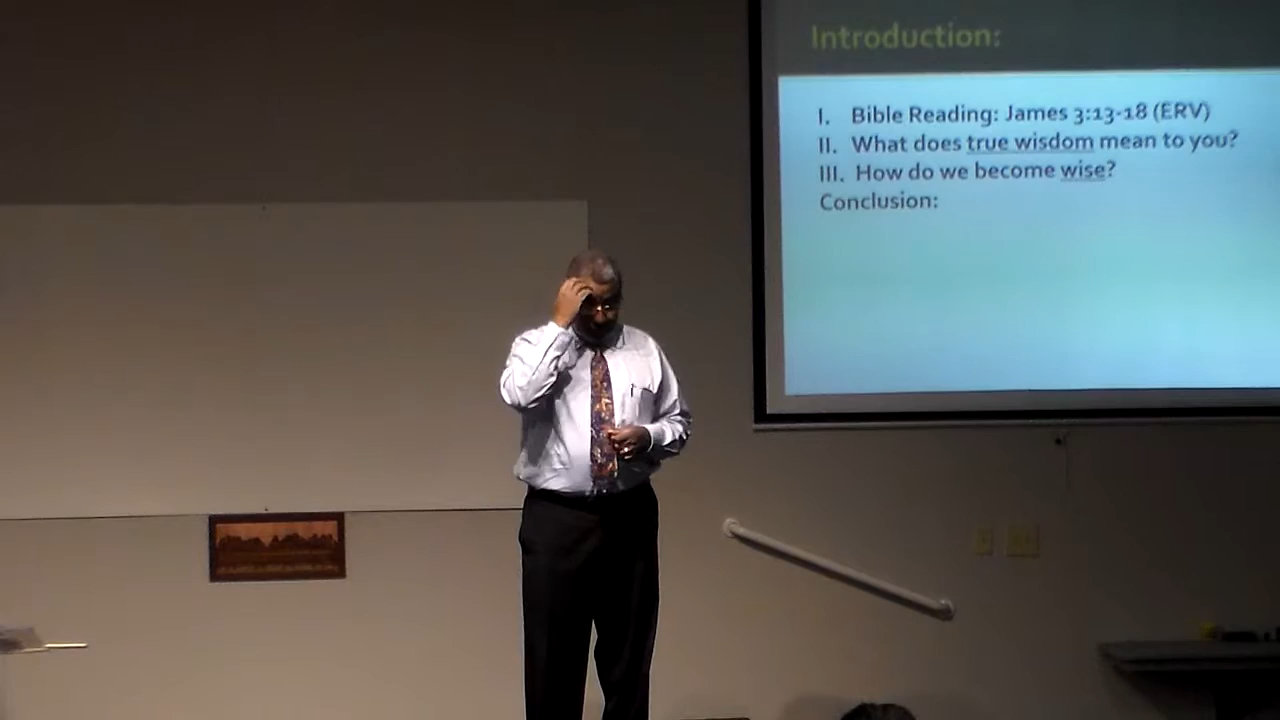 Introduction:
I. Bible Reading: James 3:13-18 (ERV)
II. What does true wisdom mean to you?
III. How do we become wise?
Conclusion: